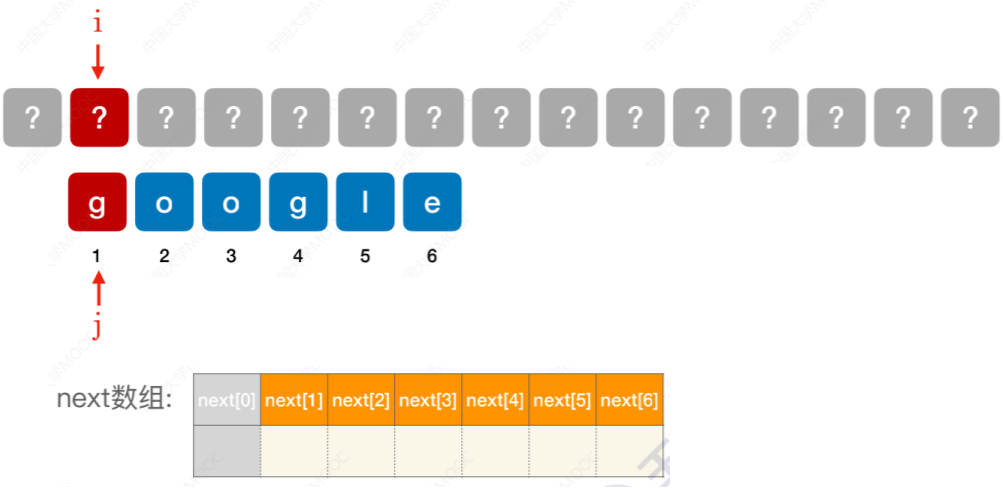 i
? ? ? ? ? ? ? ? ? ? ? ? ? ? ?
g o o g l e
1 2 3 4 5 6
j
next数组: next[0] next[1] next[2] next[3] next[4] next[5] next[6]